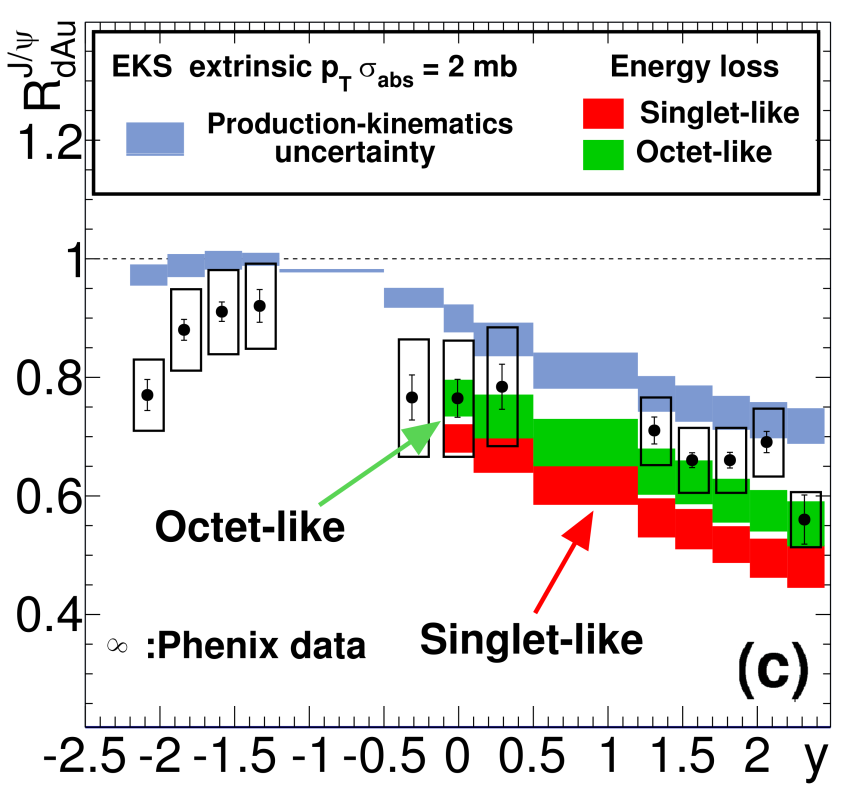 R_dAu^J/ψ
EKS extrinsic p_T σ_abs = 2 mb
Energy loss
Production-kinematics
uncertainty
Singlet-like
Octet-like
1.2
1
0.8
0.6
0.4
Octet-like
Singlet-like
∞ :Phenix data
(c)
-2.5 -2 -1.5 -1 -0.5 0 0.5 1 1.5 2 y